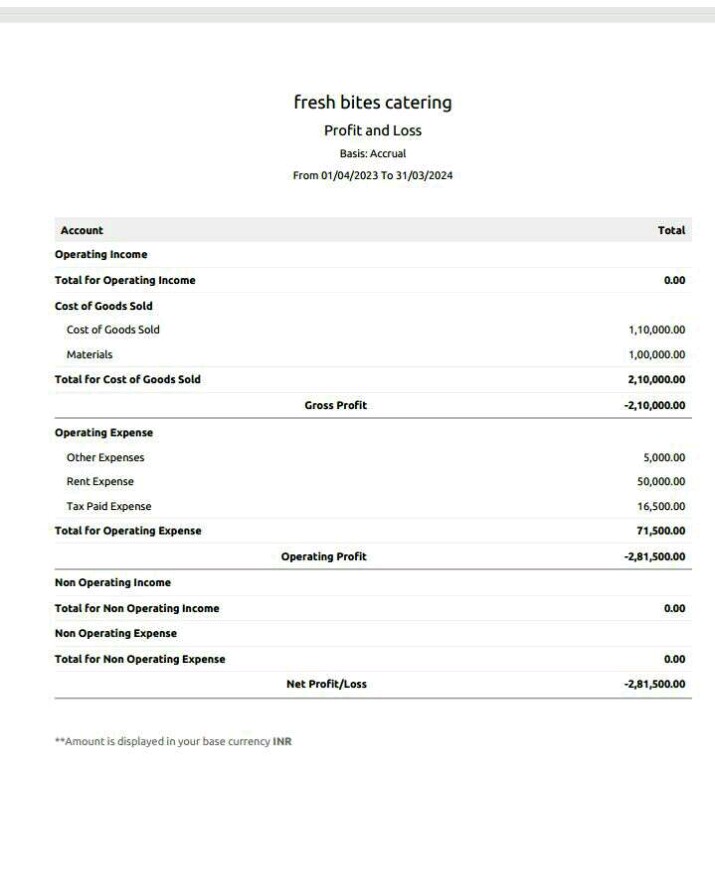 fresh bites catering
Profit and Loss
Basis: Accrual
From 01/04/2023 To 31/03/2024
Account Total
Operating Income
Total for Operating Income 0.00
Cost of Goods Sold
Cost of Goods Sold 1,10,000.00
Materials 1,00,000.00
Total for Cost of Goods Sold 2,10,000.00
Gross Profit -2,10,000.00
Operating Expense
Other Expenses 5,000.00
Rent Expense 50,000.00
Tax Paid Expense 16,500.00
Total for Operating Expense 71,500.00
Operating Profit -2,81,500.00
Non Operating Income
Total for Non Operating Income 0.00
Non Operating Expense
Total for Non Operating Expense 0.00
Net Profit/Loss -2,81,500.00
**Amount is displayed in your base currency INR